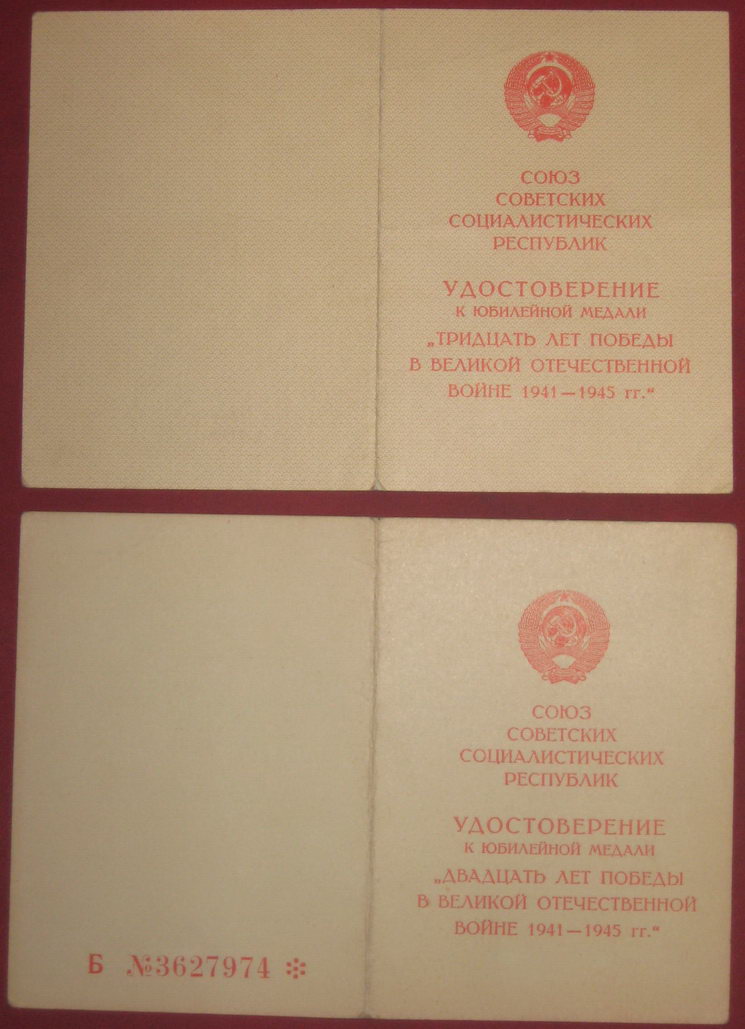 СОЮЗ
СОВЕТСКИХ
СОЦИАЛИСТИЧЕСКИХ
РЕСПУБЛИК
УДОСТОВЕРЕНИЕ
К ЮБИЛЕЙНОЙ МЕДАЛИ
„ТРИДЦАТЬ ЛЕТ ПОБЕДЫ
В ВЕЛИКОЙ ОТЕЧЕСТВЕННОЙ
ВОЙНЕ 1941—1945 гг.“
СОЮЗ
СОВЕТСКИХ
СОЦИАЛИСТИЧЕСКИХ
РЕСПУБЛИК
УДОСТОВЕРЕНИЕ
К ЮБИЛЕЙНОЙ МЕДАЛИ
„ДВАДЦАТЬ ЛЕТ ПОБЕДЫ
В ВЕЛИКОЙ ОТЕЧЕСТВЕННОЙ
ВОЙНЕ 1941—1945 гг.“
Б №3627974